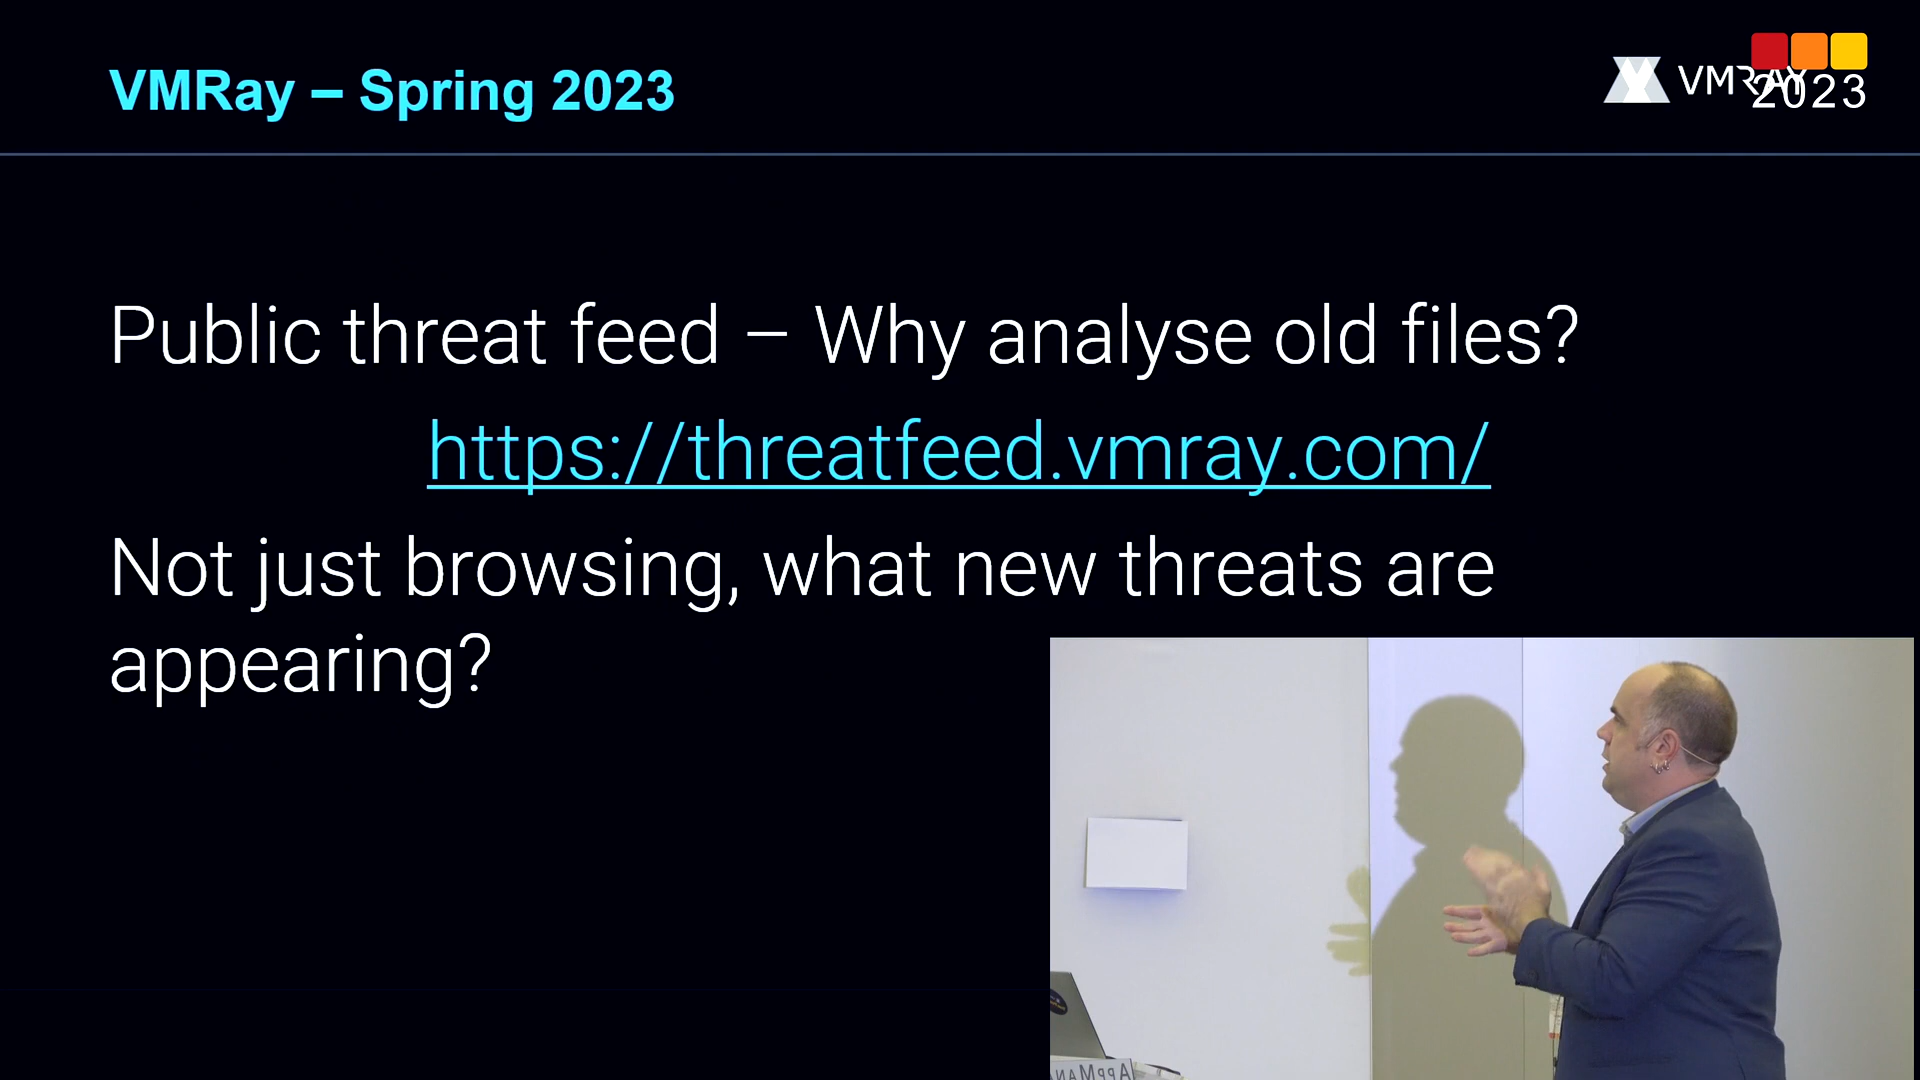 VMRay – Spring 2023
VMRAY
2023
Public threat feed – Why analyse old files?
https://threatfeed.vmray.com/
Not just browsing, what new threats are
appearing?